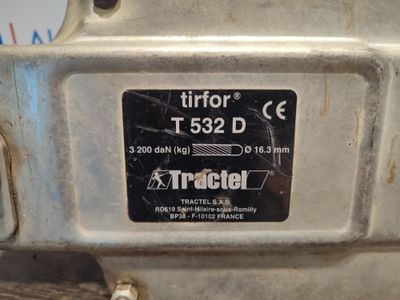 tirfor®
CE
T 532 D
3 200 daN (kg) Ø 16.3 mm
Tractel®
TRACTEL S.A.S.
RD619 Saint-Hilaire-sous-Romilly
BP38 - F-10102 FRANCE